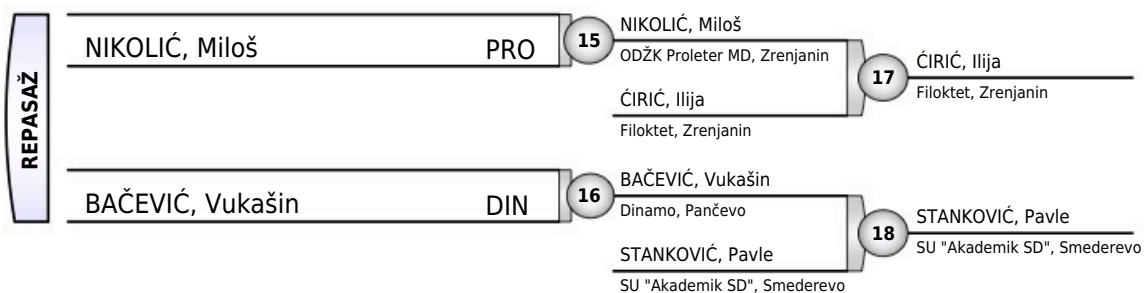 REPASAŽ
NIKOLIĆ, Miloš PRO
15
NIKOLIĆ, Miloš
ODŽK Proleter MD, Zrenjanin
ĆIRIĆ, Ilija
Filoktet, Zrenjanin
17
ĆIRIĆ, Ilija
Filoktet, Zrenjanin
BAČEVIĆ, Vukašin DIN
16
BAČEVIĆ, Vukašin
Dinamo, Pančevo
STANKOVIĆ, Pavle
SU "Akademik SD", Smederevo
18
STANKOVIĆ, Pavle
SU "Akademik SD", Smederevo